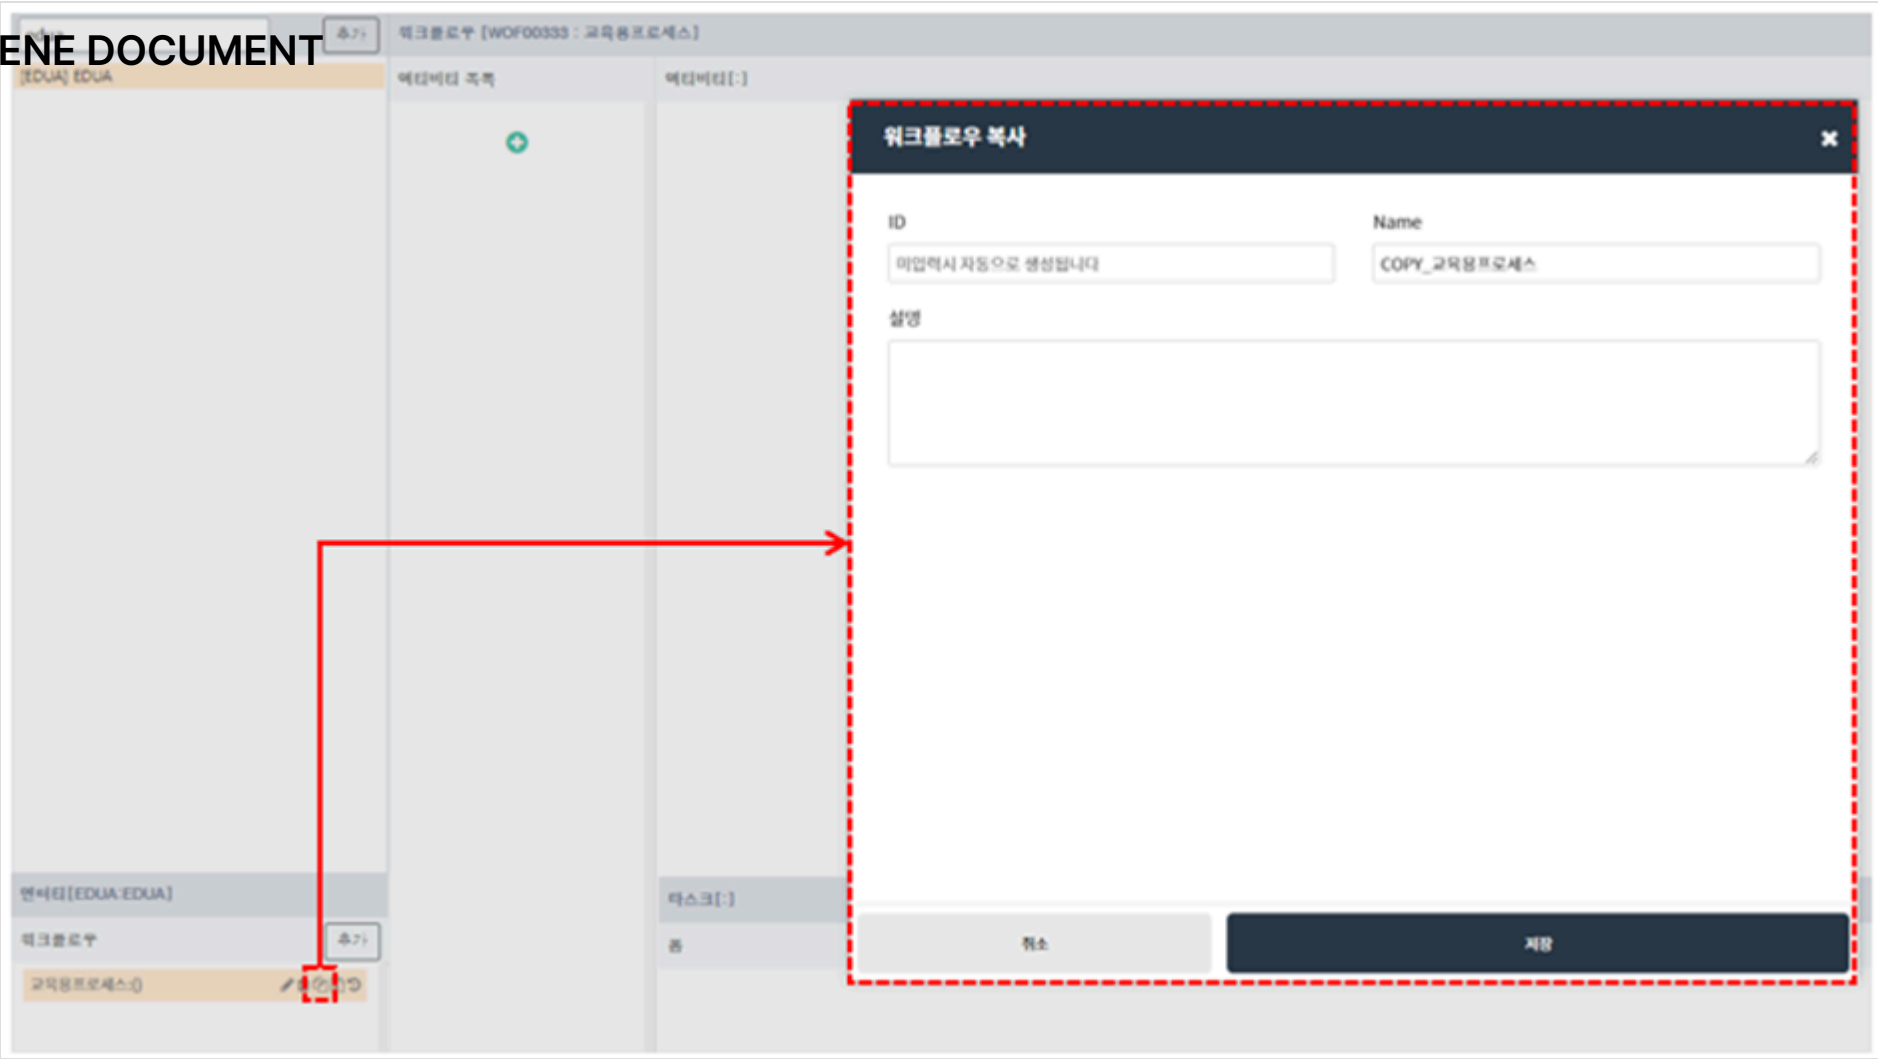 추가
워크플로우 [WOF00333 : 교육용프로세스]
ENE DOCUMENT
[EDUA] EDUA
액티비티 목록
액티비티[:]
워크플로우 복사
ID
Name
미입력시 자동으로 생성됩니다
COPY_교육용프로세스
설명
엔터티[EDUA:EDUA]
타스크[:]
워크플로우
추가
폼
취소
저장
교육용프로세스:()